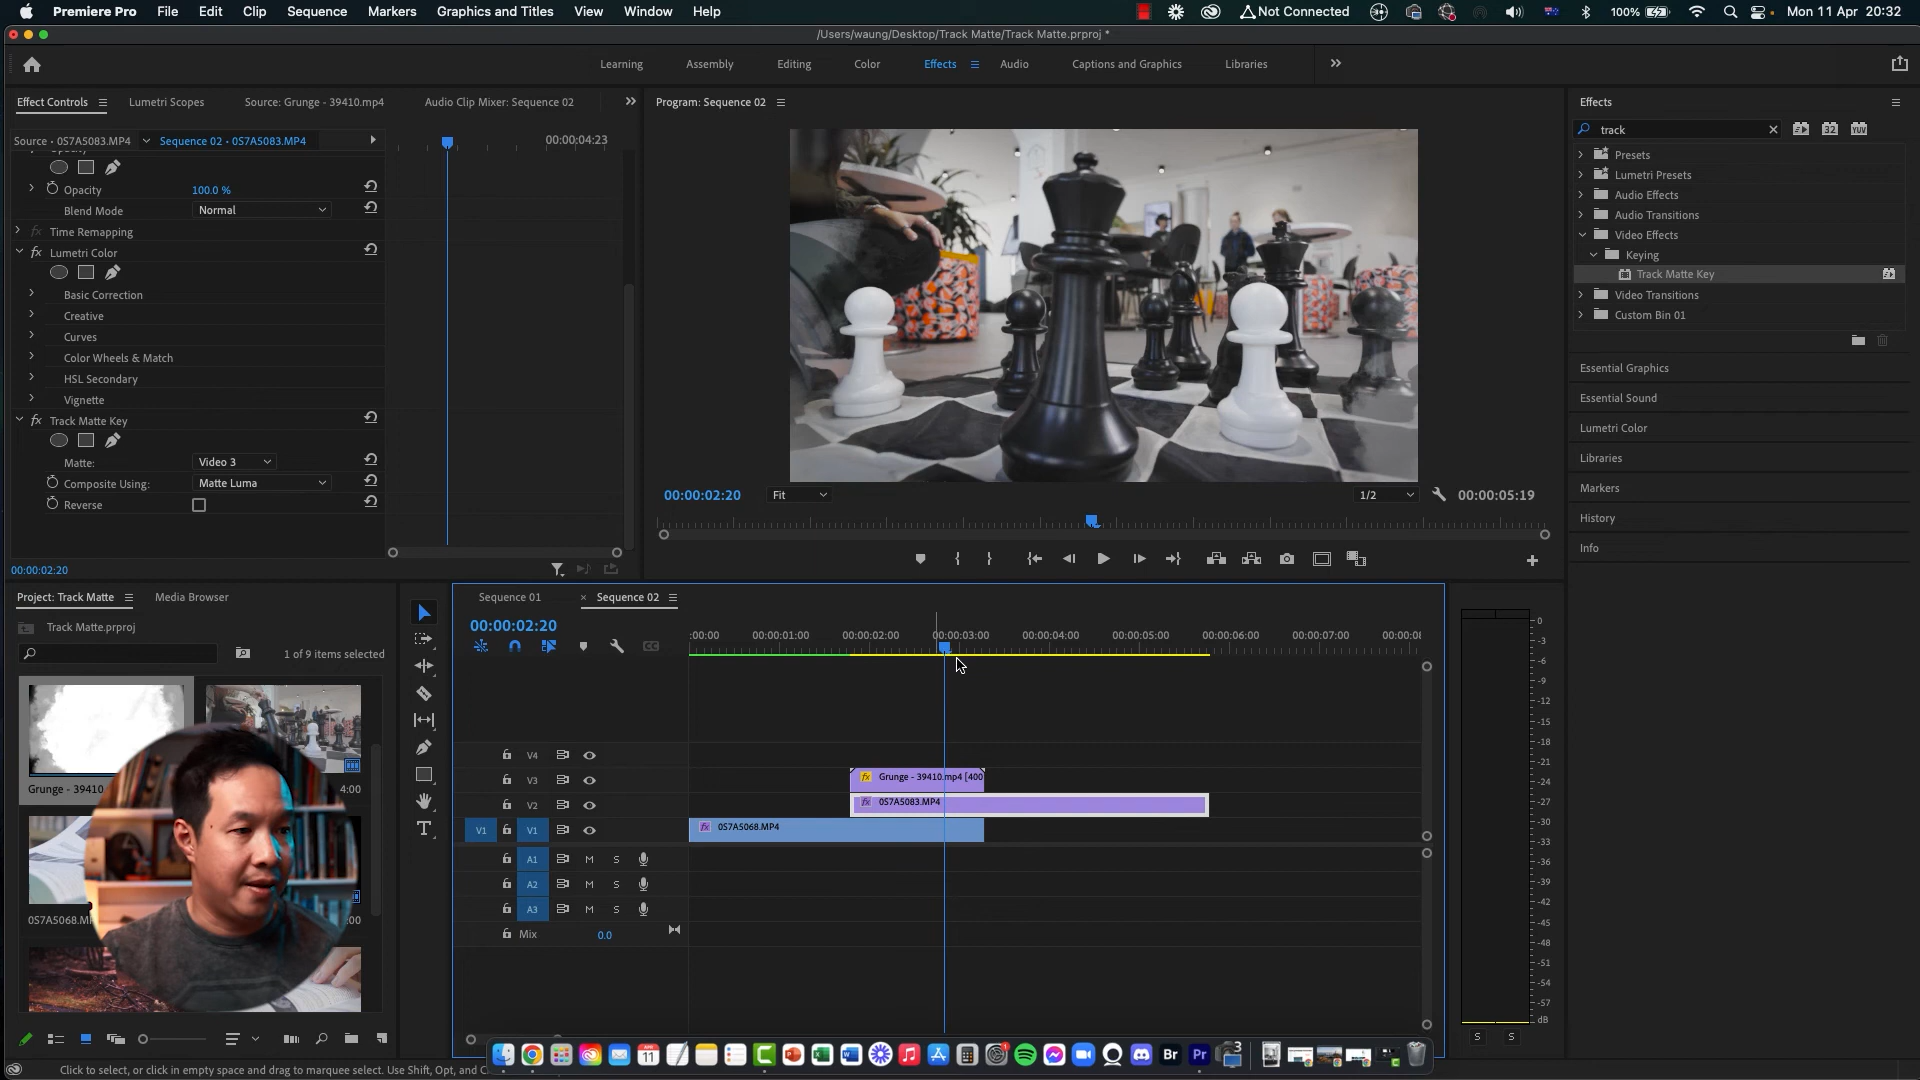 Premiere Pro File Edit Clip Sequence Markers Graphics and Titles View Window Help Not Connected 100% Mon 11 Apr 20:32
/Users/waung/Desktop/Track Matte/Track Matte.prproj *
Learning Assembly Editing Color Effects Audio Captions and Graphics Libraries
Effect Controls Lumetri Scopes Source: Grunge - 39410.mp4 Audio Clip Mixer: Sequence 02
Source • 0S7A5083.MP4 Sequence 02 • 0S7A5083.MP4 00:00:04:23
Opacity 100.0 %
Blend Mode Normal
Time Remapping
fx Lumetri Color
Basic Correction
Creative
Curves
Color Wheels & Match
HSL Secondary
Vignette
fx Track Matte Key
Matte: Video 3
Composite Using: Matte Luma
Reverse
00:00:02:20
Program: Sequence 02
00:00:02:20 Fit 1/2 00:00:05:19
Effects
track 32 YUV
Presets
Lumetri Presets
Audio Effects
Audio Transitions
Video Effects
Keying
Track Matte Key
Video Transitions
Custom Bin 01
Essential Graphics
Essential Sound
Lumetri Color
Libraries
Markers
History
Info
Project: Track Matte Media Browser
Track Matte.prproj
1 of 9 items selected
Grunge - 39410 4:00
0S7A5068.M :00
Sequence 01 × Sequence 02
00:00:02:20
:00:00 00:00:01:00 00:00:02:00 00:00:03:00 00:00:04:00 00:00:05:00 00:00:06:00 00:00:07:00 00:00:08
V4
V3 fx Grunge - 39410.mp4 [400
V2 fx 0S7A5083.MP4
V1 V1 fx 0S7A5068.MP4
A1 M S
A2 M S
A3 M S
Mix 0.0
0
-3
-6
-9
-12
-15
-18
-21
-24
-27
-30
-33
-36
-39
-42
-45
-48
-51
-54
-57
dB
S S
APR 11 Br Pr
Click to select, or click in empty space and drag to marquee select. Use Shift, Opt, and C